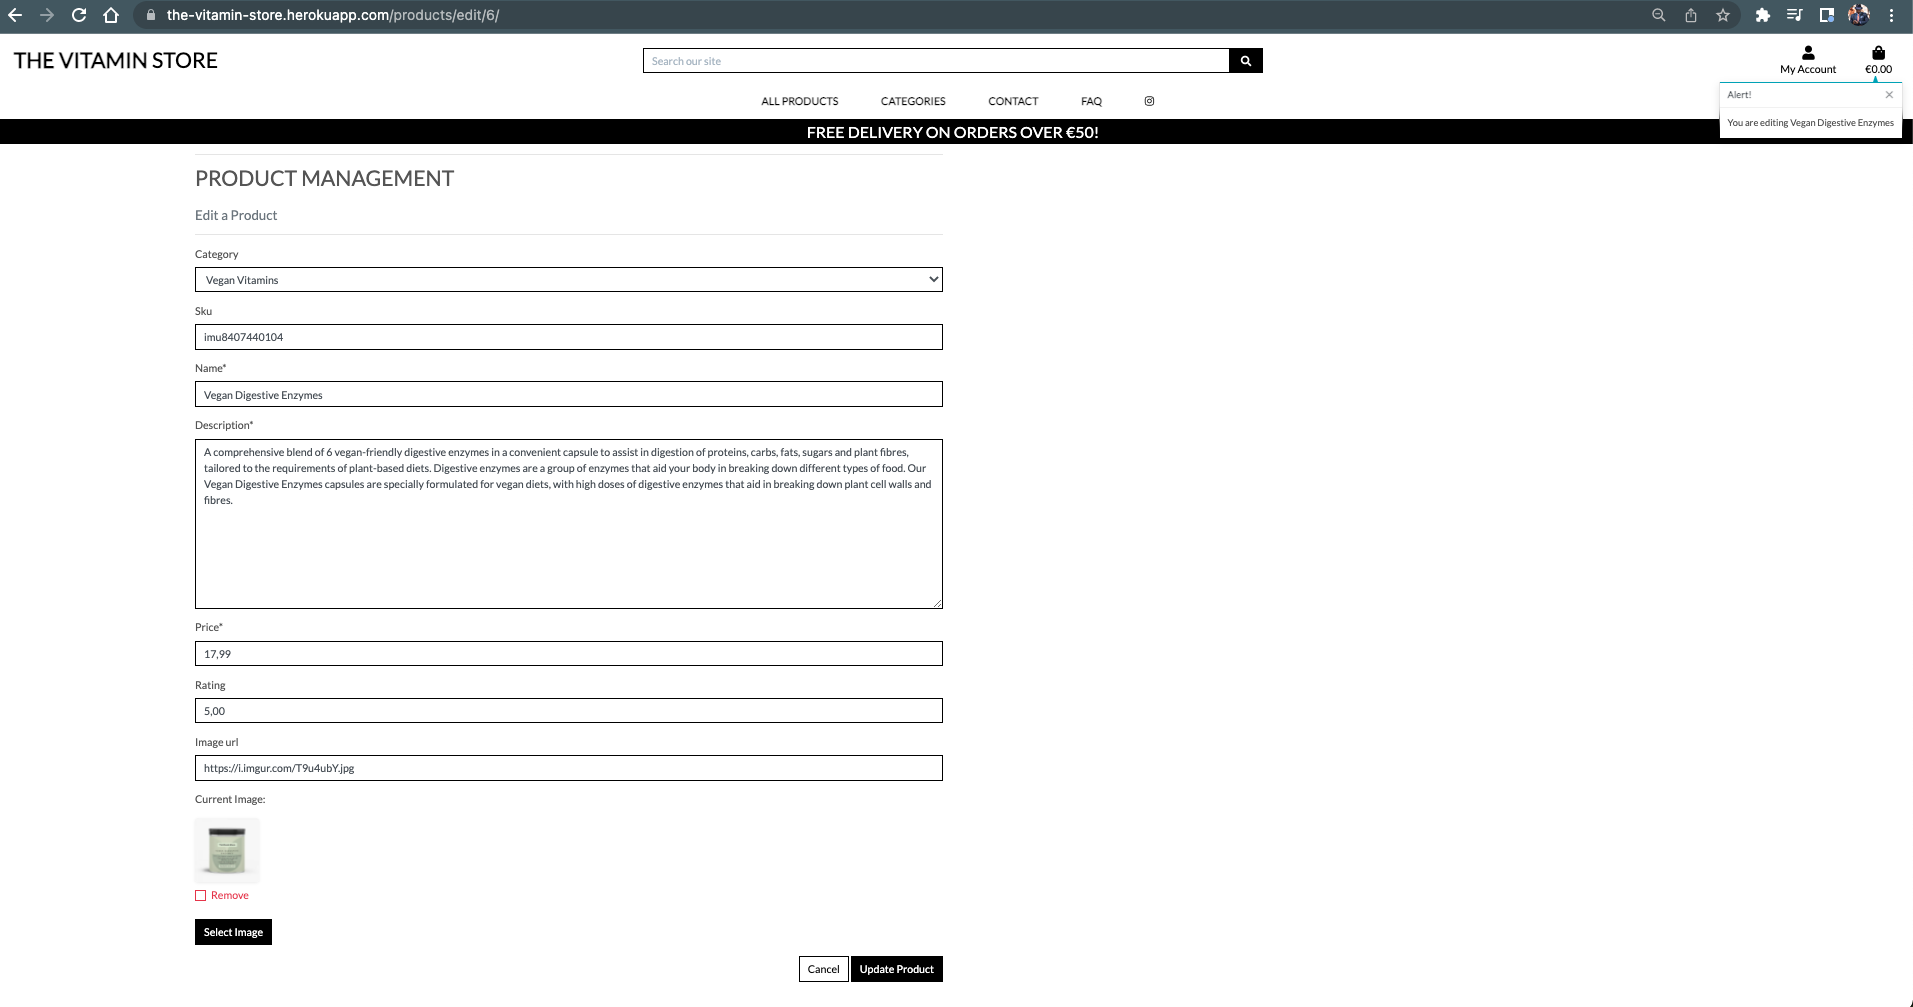 the-vitamin-store.herokuapp.com/products/edit/6/
THE VITAMIN STORE
Search our site
My Account
€0.00
ALL PRODUCTS
CATEGORIES
CONTACT
FAQ
Alert!
You are editing Vegan Digestive Enzymes
FREE DELIVERY ON ORDERS OVER €50!
PRODUCT MANAGEMENT
Edit a Product
Category
Vegan Vitamins
Sku
imu8407440104
Name*
Vegan Digestive Enzymes
Description*
A comprehensive blend of 6 vegan-friendly digestive enzymes in a convenient capsule to assist in digestion of proteins, carbs, fats, sugars and plant fibres,
tailored to the requirements of plant-based diets. Digestive enzymes are a group of enzymes that aid your body in breaking down different types of food. Our
Vegan Digestive Enzymes capsules are specially formulated for vegan diets, with high doses of digestive enzymes that aid in breaking down plant cell walls and
fibres.
Price*
17,99
Rating
5,00
Image url
https://i.imgur.com/T9u4ubY.jpg
Current Image:
Remove
Select Image
Cancel
Update Product